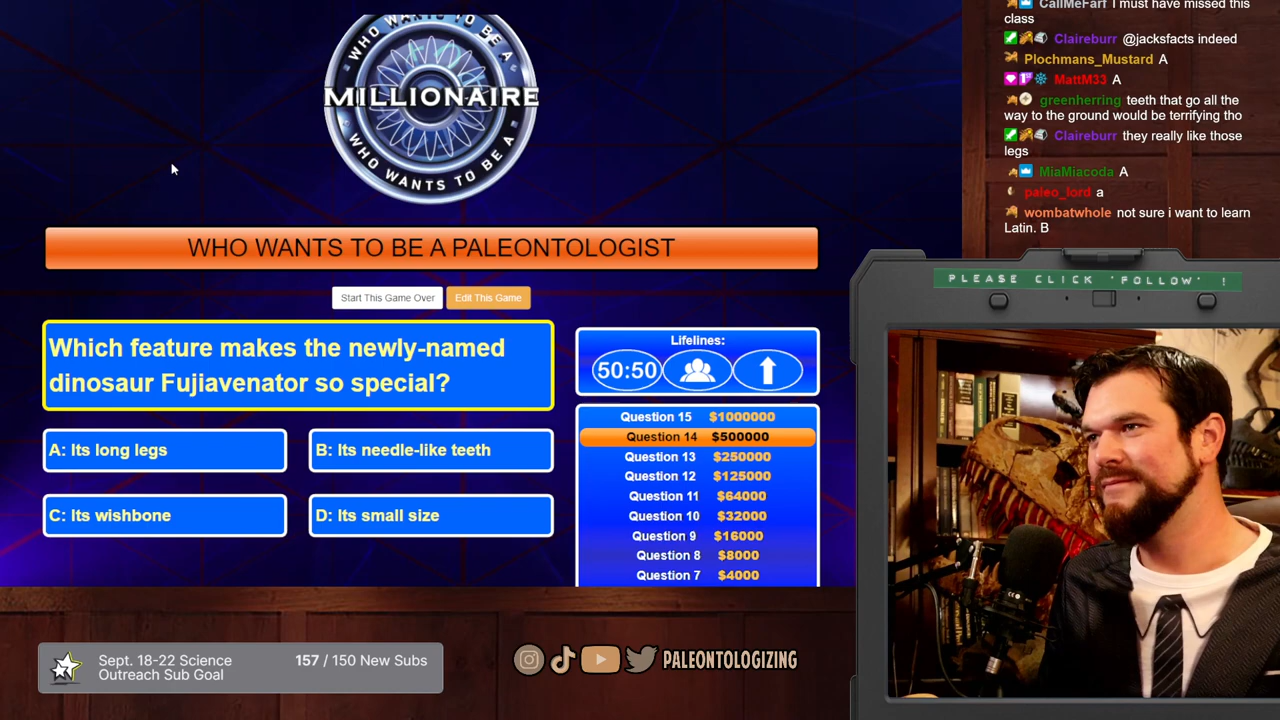 WHO WANTS TO BE A
MILLIONAIRE
WHO WANTS TO BE A
WHO WANTS TO BE A PALEONTOLOGIST
Start This Game Over
Edit This Game
Which feature makes the newly-named
dinosaur Fujiavenator so special?
A: Its long legs
B: Its needle-like teeth
C: Its wishbone
D: Its small size
Lifelines:
50:50
Question 15 $1000000
Question 14 $500000
Question 13 $250000
Question 12 $125000
Question 11 $64000
Question 10 $32000
Question 9 $16000
Question 8 $8000
Question 7 $4000
CallMeFarf I must have missed this
class
Claireburr @jacksfacts indeed
Plochmans_Mustard A
MattM33 A
greenherring teeth that go all the
way to the ground would be terrifying tho
Claireburr they really like those
legs
MiaMiacoda A
paleo_lord a
wombatwhole not sure i want to learn
Latin. B
PLEASE CLICK 'FOLLOW' !
Sept. 18-22 Science
Outreach Sub Goal
157 / 150 New Subs
PALEONTOLOGIZING